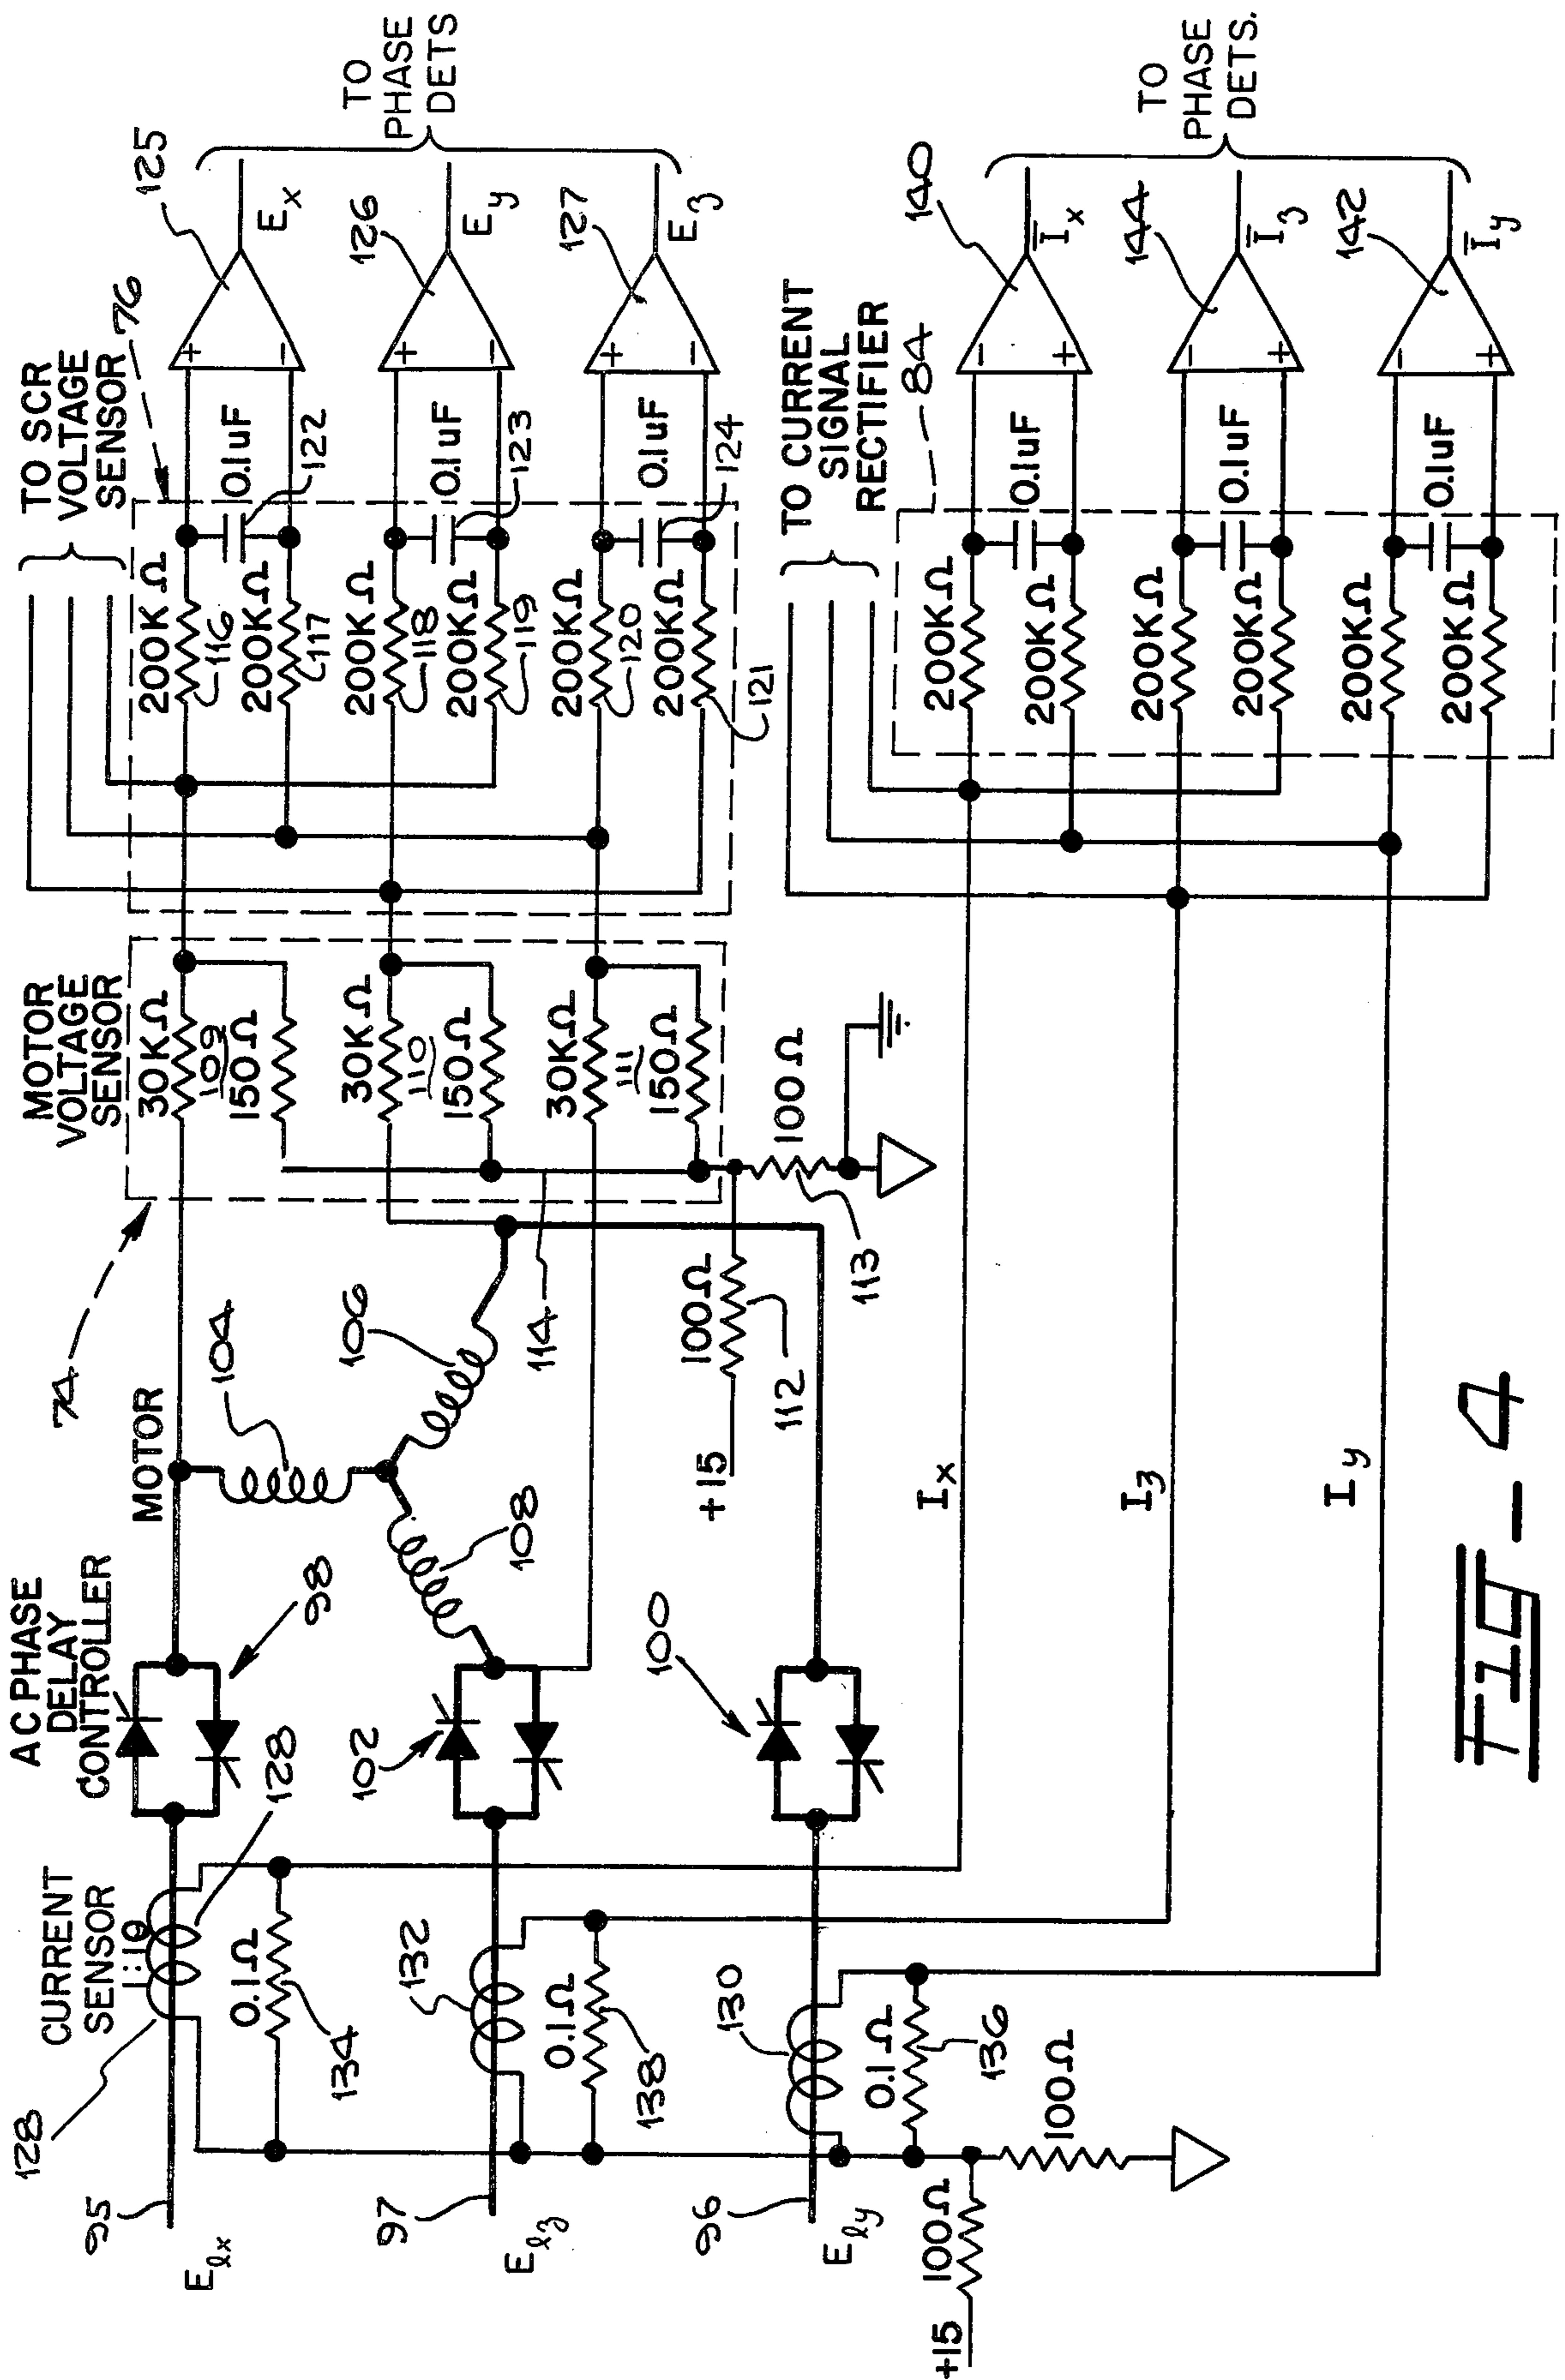 CURRENT
SENSOR
1:10
128
128
95
E ℓx
0.1Ω
134
97
E ℓz
132
0.1Ω
138
96
E ℓy
130
0.1Ω
136
100Ω
100Ω
+15
AC PHASE
DELAY
CONTROLLER
98
102
100
MOTOR
104
106
108
74
MOTOR
VOLTAGE
SENSOR
30KΩ
109
150Ω
30KΩ
110
150Ω
30KΩ
111
150Ω
114
100Ω
112
+15
100Ω
113
TO SCR
VOLTAGE
SENSOR
76
200KΩ
116
200KΩ
117
200KΩ
118
200KΩ
119
200KΩ
120
200KΩ
121
0.1uF
122
0.1uF
123
0.1uF
124
+
−
125
Ex
+
−
126
Ey
+
−
127
Ez
TO
PHASE
DETS
Ix
Iz
Iy
TO CURRENT
SIGNAL
RECTIFIER
84
200KΩ
200KΩ
200KΩ
200KΩ
200KΩ
200KΩ
0.1uF
0.1uF
0.1uF
−
+
140
Īx
−
+
144
Īz
−
+
142
Īy
TO
PHASE
DETS.
FIG-4